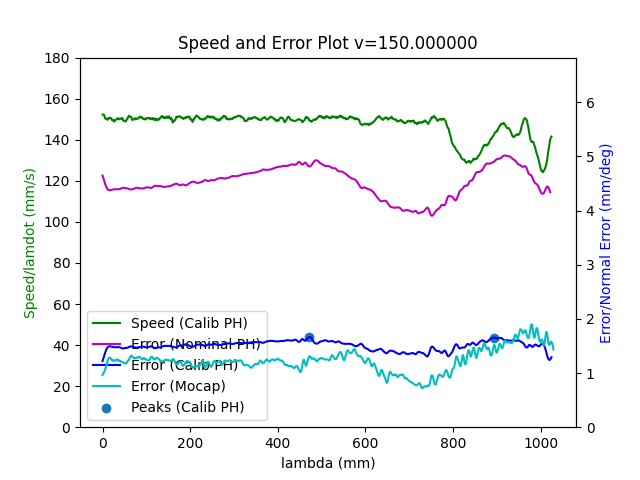 Speed and Error Plot v=150.000000
180
160
140
120
100
80
60
40
20
0
Speed/lamdot (mm/s)
6
5
4
3
2
1
0
Error/Normal Error (mm/deg)
Speed (Calib PH)
Error (Nominal PH)
Error (Calib PH)
Error (Mocap)
Peaks (Calib PH)
0 200 400 600 800 1000
lambda (mm)